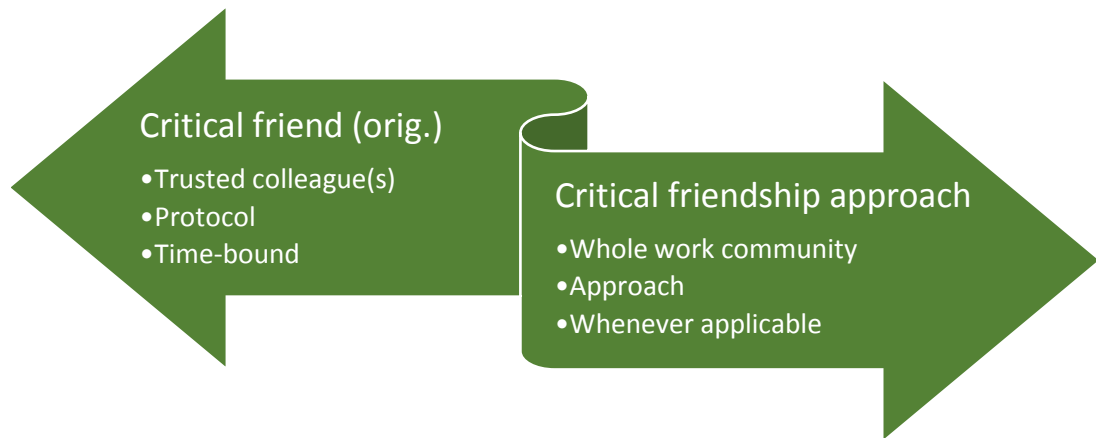 Critical friend (orig.)
•Trusted colleague(s)
•Protocol
•Time-bound
Critical friendship approach
•Whole work community
•Approach
•Whenever applicable